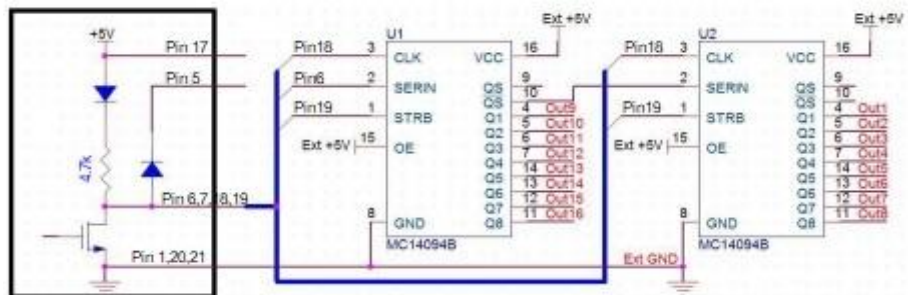 +5V
Pin 17
Pin 5
4.7k
Pin 6,7,18,19
Pin 1,20,21
Pin18
Pin6
Pin19
Ext +5V
U1
3 CLK
2 SERIN
1 STRB
15 OE
8 GND
VCC 16
Ext +5V
QS 9
QS 10
Q1 4 Out9
Q2 5 Out10
Q3 6 Out11
Q4 7 Out12
Q5 14 Out13
Q6 13 Out14
Q7 12 Out15
Q8 11 Out16
MC14094B
Pin18
Pin19
Ext +5V
U2
3 CLK
2 SERIN
1 STRB
15 OE
8 GND
VCC 16
Ext +5V
QS 9
QS 10
Q1 4 Out1
Q2 5 Out2
Q3 6 Out3
Q4 7 Out4
Q5 14 Out5
Q6 13 Out6
Q7 12 Out7
Q8 11 Out8
MC14094B
Ext GND